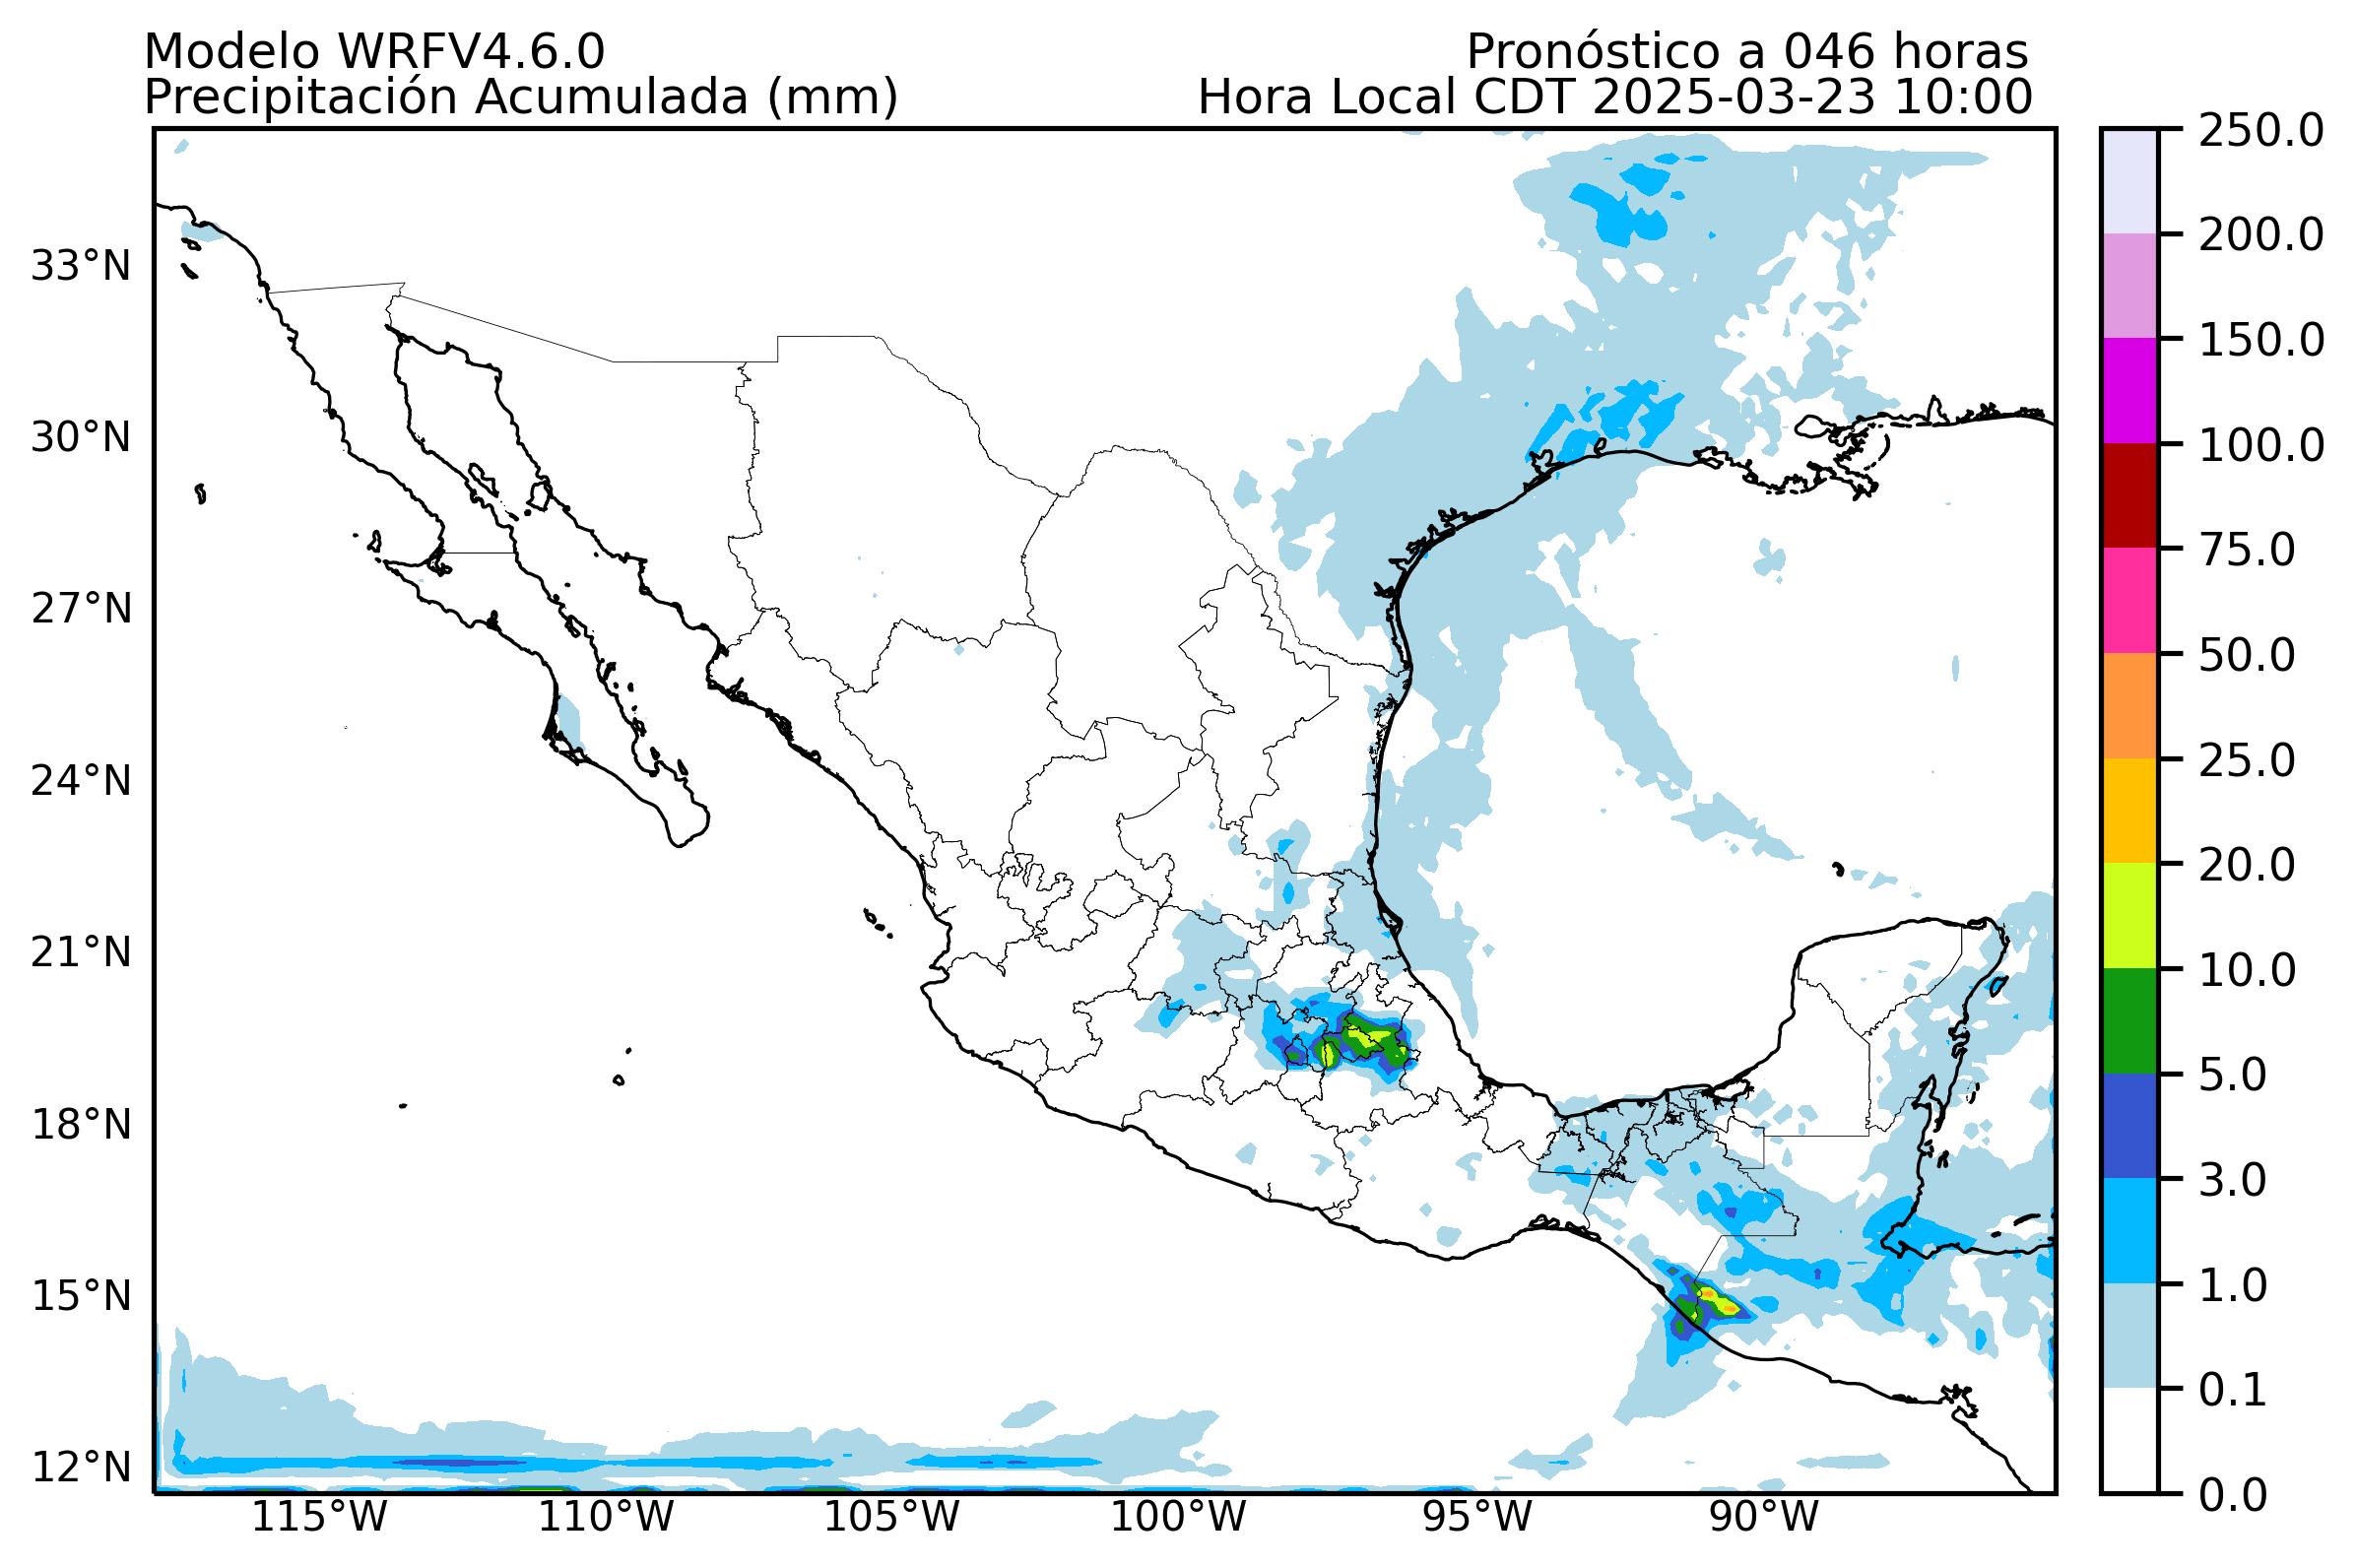 Modelo WRFV4.6.0
Pronóstico a 046 horas
Precipitación Acumulada (mm)
Hora Local CDT 2025-03-23 10:00
33°N
30°N
27°N
24°N
21°N
18°N
15°N
12°N
115°W
110°W
105°W
100°W
95°W
90°W
250.0
200.0
150.0
100.0
75.0
50.0
25.0
20.0
10.0
5.0
3.0
1.0
0.1
0.0